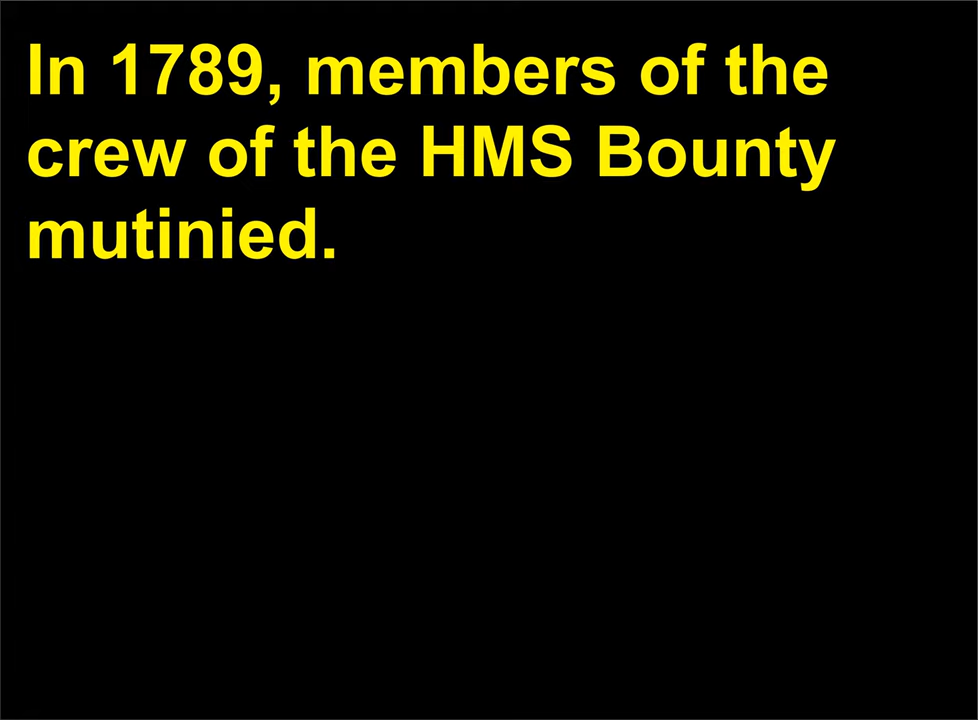 In 1789, members of the
crew of the HMS Bounty
mutinied.